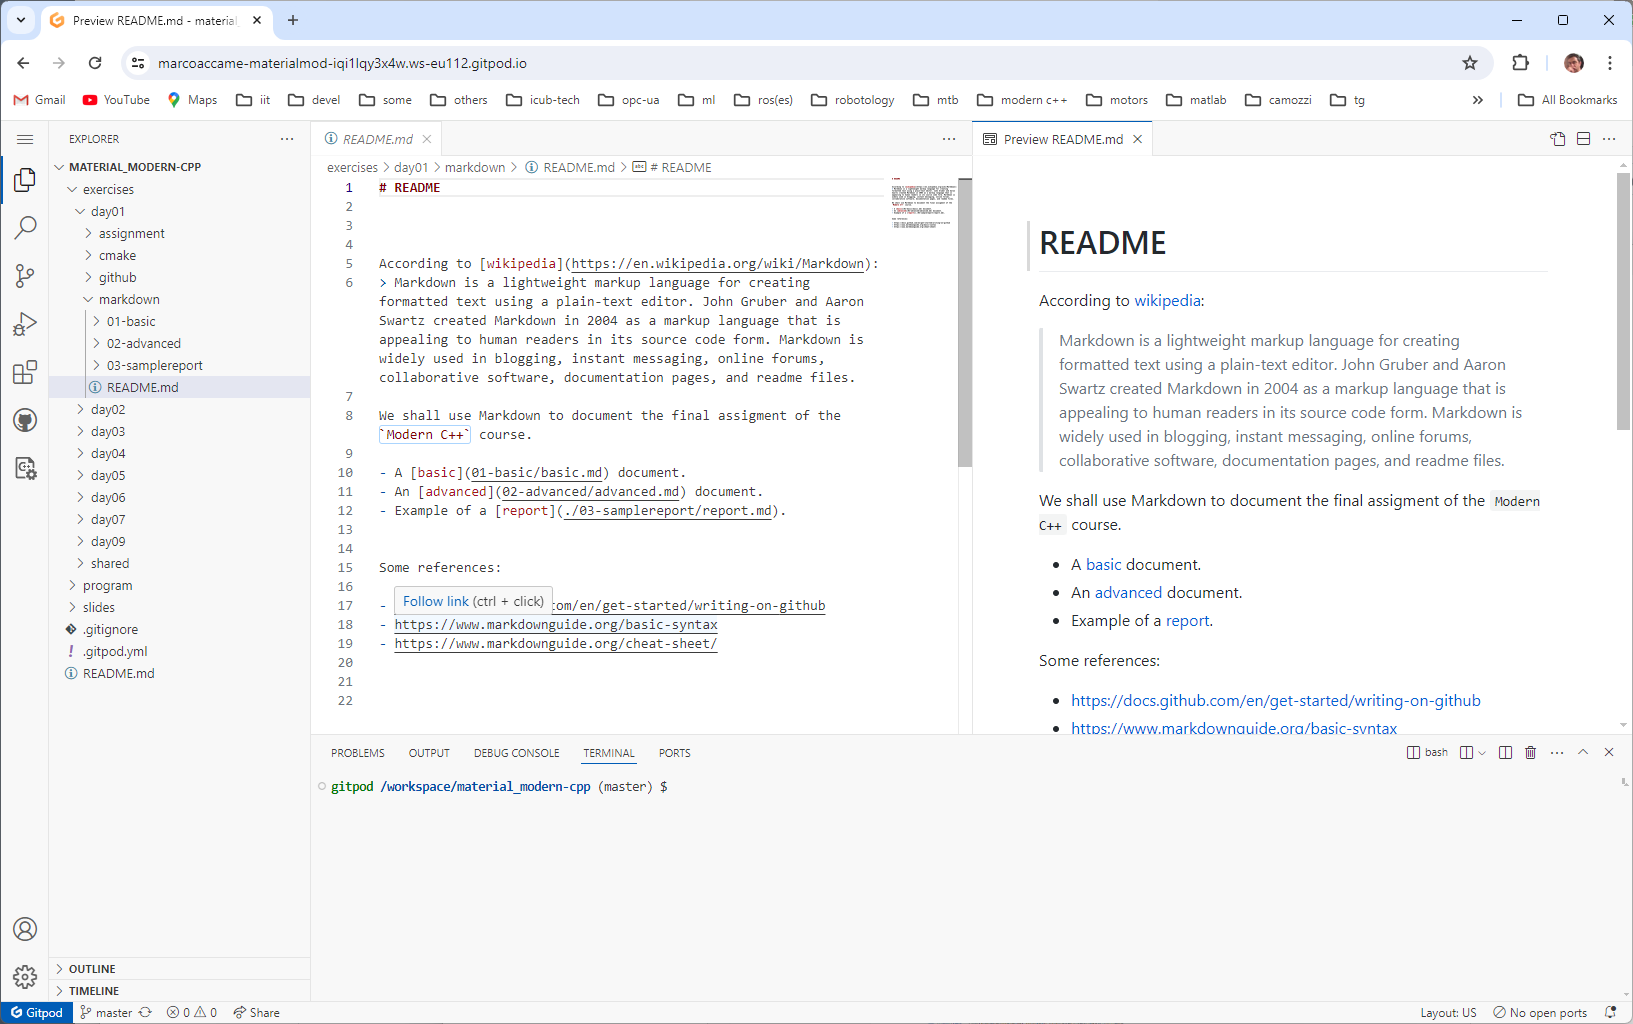 Preview README.md - material
marcoaccame-materialmod-iqi1lqy3x4w.ws-eu112.gitpod.io
Gmail YouTube Maps iit devel some others icub-tech opc-ua ml ros(es) robotology mtb modern c++ motors matlab camozzi tg » All Bookmarks
EXPLORER
MATERIAL_MODERN-CPP
exercises
day01
assignment
cmake
github
markdown
01-basic
02-advanced
03-samplereport
README.md
day02
day03
day04
day05
day06
day07
day09
shared
program
slides
.gitignore
! .gitpod.yml
README.md
OUTLINE
TIMELINE
README.md
exercises > day01 > markdown > README.md > # README
1 # README
2
3
4
5 According to [wikipedia](https://en.wikipedia.org/wiki/Markdown):
6 > Markdown is a lightweight markup language for creating
formatted text using a plain-text editor. John Gruber and Aaron
Swartz created Markdown in 2004 as a markup language that is
appealing to human readers in its source code form. Markdown is
widely used in blogging, instant messaging, online forums,
collaborative software, documentation pages, and readme files.
7
8 We shall use Markdown to document the final assigment of the
`Modern C++` course.
9
10 - A [basic](01-basic/basic.md) document.
11 - An [advanced](02-advanced/advanced.md) document.
12 - Example of a [report](./03-samplereport/report.md).
13
14
15 Some references:
16
Follow link (ctrl + click)
17 - om/en/get-started/writing-on-github
18 - https://www.markdownguide.org/basic-syntax
19 - https://www.markdownguide.org/cheat-sheet/
20
21
22
Preview README.md
README
According to wikipedia:
Markdown is a lightweight markup language for creating
formatted text using a plain-text editor. John Gruber and Aaron
Swartz created Markdown in 2004 as a markup language that is
appealing to human readers in its source code form. Markdown is
widely used in blogging, instant messaging, online forums,
collaborative software, documentation pages, and readme files.
We shall use Markdown to document the final assigment of the Modern
C++ course.
• A basic document.
• An advanced document.
• Example of a report.
Some references:
• https://docs.github.com/en/get-started/writing-on-github
• https://www.markdownguide.org/basic-syntax
PROBLEMS OUTPUT DEBUG CONSOLE TERMINAL PORTS
bash
gitpod /workspace/material_modern-cpp (master) $
Gitpod master 0 0 Share Layout: US No open ports